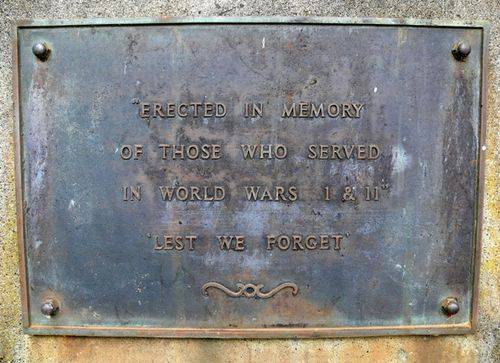 "ERECTED IN MEMORY
OF THOSE WHO SERVED
IN WORLD WARS 1 & 11"
'LEST WE FORGET'